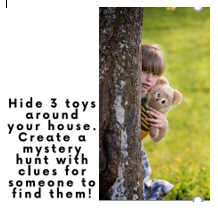 Hide 3 toys
around
your house.
Create a
mystery
hunt with
clues for
someone to
find them!